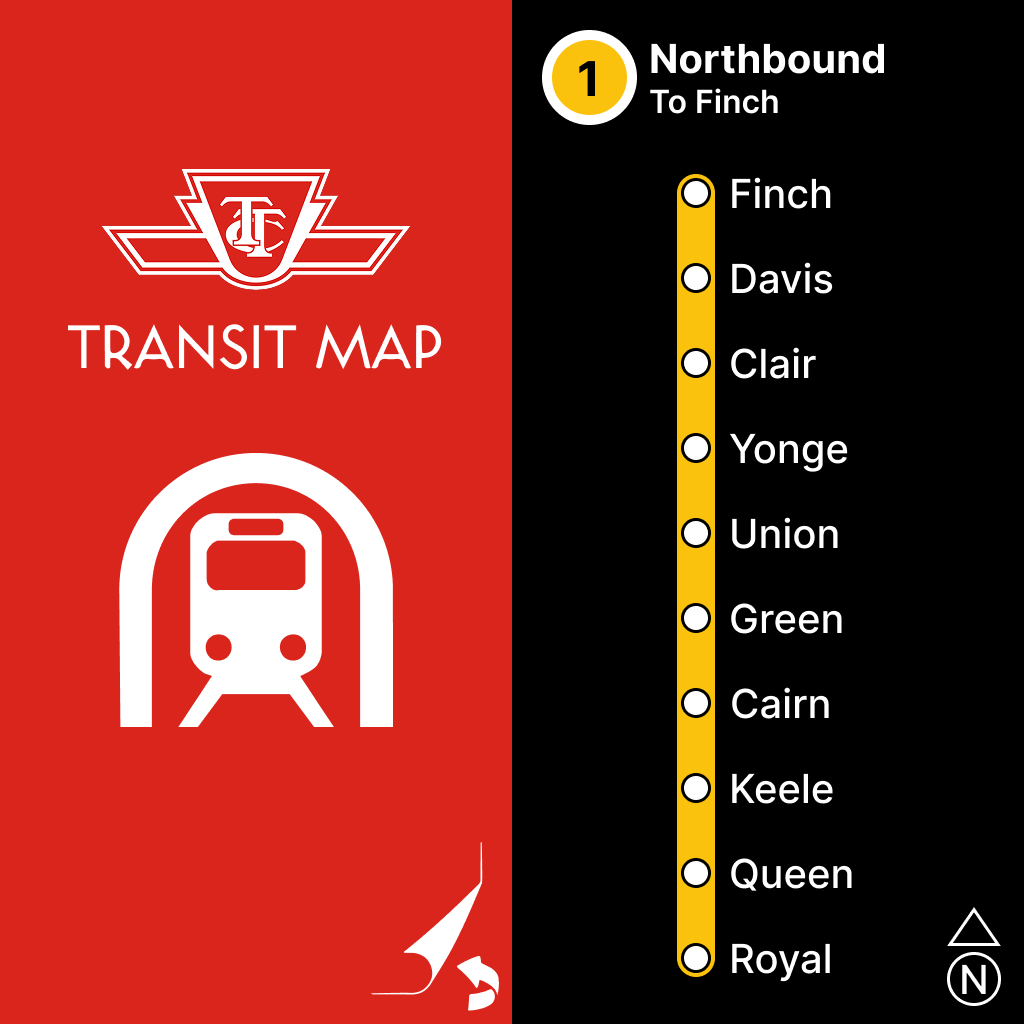 TTC
TRANSIT MAP
1
Northbound
To Finch
Finch
Davis
Clair
Yonge
Union
Green
Cairn
Keele
Queen
Royal
N